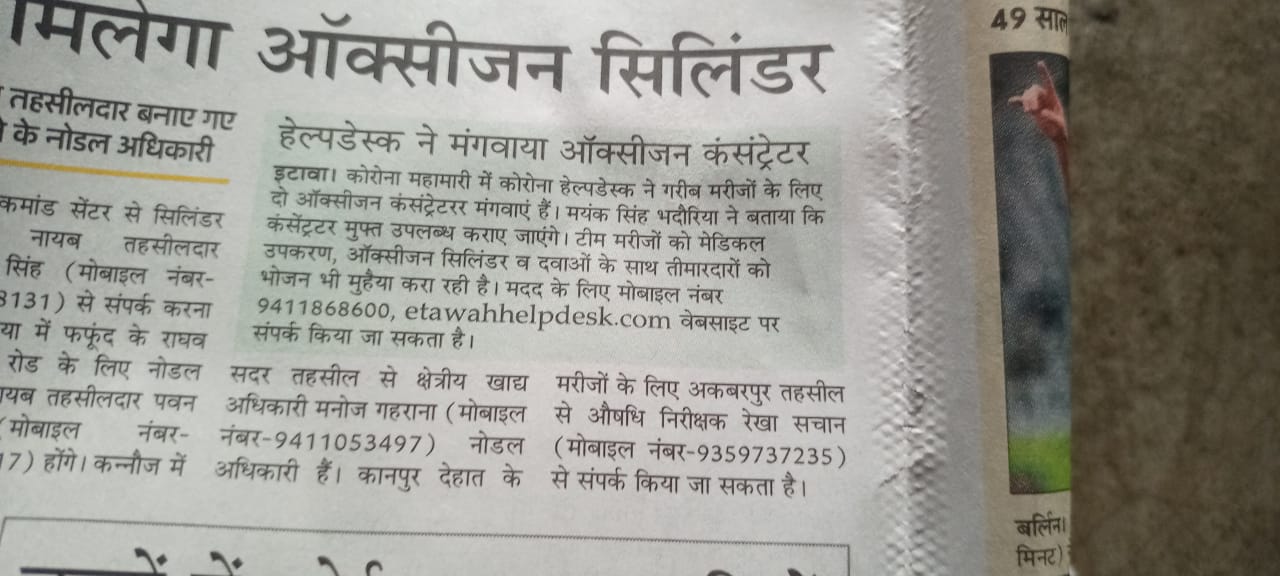 मिलेगा ऑक्सीजन सिलिंडर
तहसीलदार बनाए गए
के नोडल अधिकारी
कमांड सेंटर से सिलिंडर
नायब तहसीलदार
सिंह (मोबाइल नंबर-
8131) से संपर्क करना
या में फफूंद के राघव
रोड के लिए नोडल
ायब तहसीलदार पवन
(मोबाइल नंबर-
17) होंगे। कन्नौज में
हेल्पडेस्क ने मंगवाया ऑक्सीजन कंसंट्रेटर
इटावा। कोरोना महामारी में कोरोना हेल्पडेस्क ने गरीब मरीजों के लिए
दो ऑक्सीजन कंसंट्रेटरर मंगवाएं हैं। मयंक सिंह भदौरिया ने बताया कि
कंसेंट्रटर मुफ्त उपलब्ध कराए जाएंगे। टीम मरीजों को मेडिकल
उपकरण, ऑक्सीजन सिलिंडर व दवाओं के साथ तीमारदारों को
भोजन भी मुहैया करा रही है। मदद के लिए मोबाइल नंबर
9411868600, etawahhelpdesk.com वेबसाइट पर
संपर्क किया जा सकता है।
सदर तहसील से क्षेत्रीय खाद्य
अधिकारी मनोज गहराना (मोबाइल
नंबर-9411053497) नोडल
अधिकारी हैं। कानपुर देहात के
मरीजों के लिए अकबरपुर तहसील
से औषधि निरीक्षक रेखा सचान
(मोबाइल नंबर-9359737235)
से संपर्क किया जा सकता है।
49 साल
बर्लिन।
मिनट)